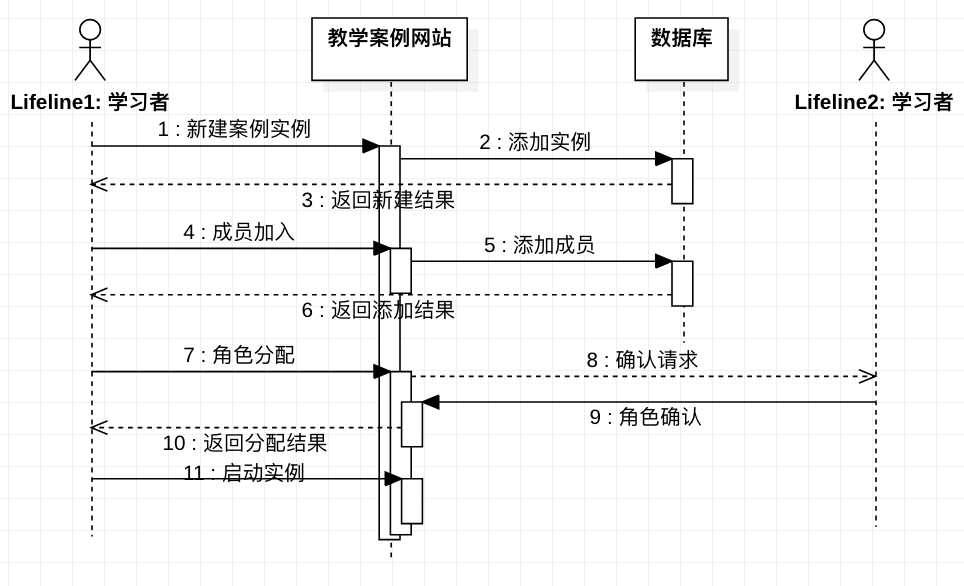 教学案例网站
数据库
Lifeline1: 学习者
Lifeline2: 学习者
1 : 新建案例实例
2 : 添加实例
3 : 返回新建结果
4 : 成员加入
5 : 添加成员
6 : 返回添加结果
7 : 角色分配
8 : 确认请求
9 : 角色确认
10 : 返回分配结果
11 : 启动实例